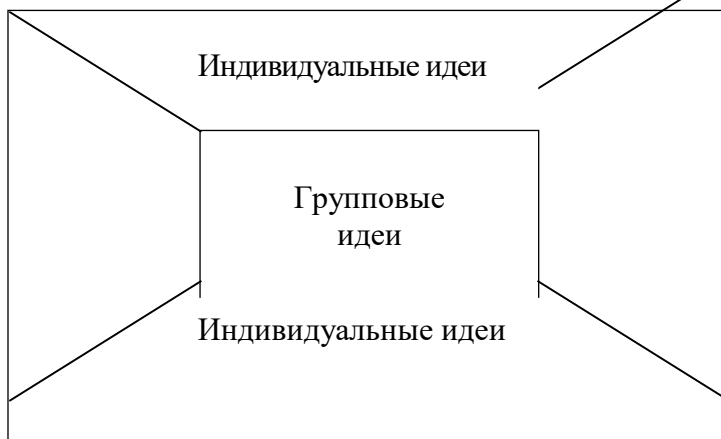 Индивидуальные идеи
Групповые
идеи
Индивидуальные идеи